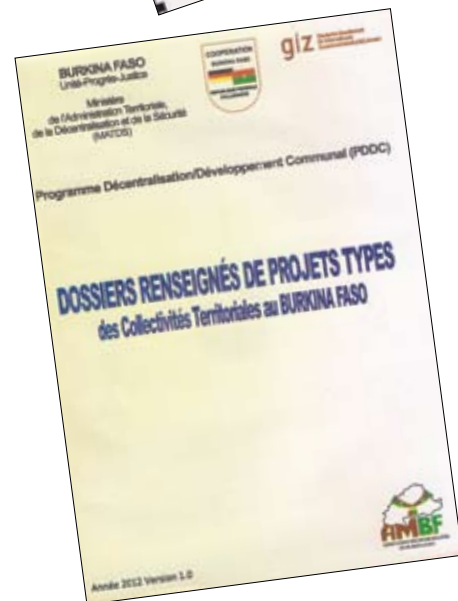 BURKINA FASO
Unité-Progrès-Justice
Ministère
de l'Administration Territoriale,
de la Décentralisation et de la Sécurité
(MATDS)
COOPERATION
BURKINA FASO
giz
Programme Décentralisation/Développement Communal (PDDC)
DOSSIERS RENSEIGNÉS DE PROJETS TYPES
des Collectivités Territoriales au BURKINA FASO
AMBF
Année 2012 Version 1.0